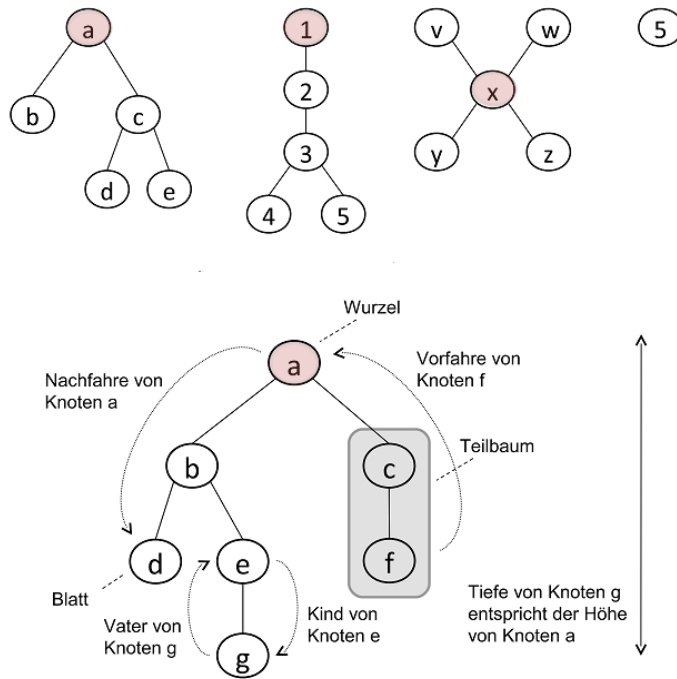 a
b
c
d
e
1
2
3
4
5
v
w
x
y
z
5
Wurzel
a
Nachfahre von
Knoten a
Vorfahre von
Knoten f
Teilbaum
b
c
d
e
f
Blatt
Vater von
Knoten g
Kind von
Knoten e
g
Tiefe von Knoten g
entspricht der Höhe
von Knoten a